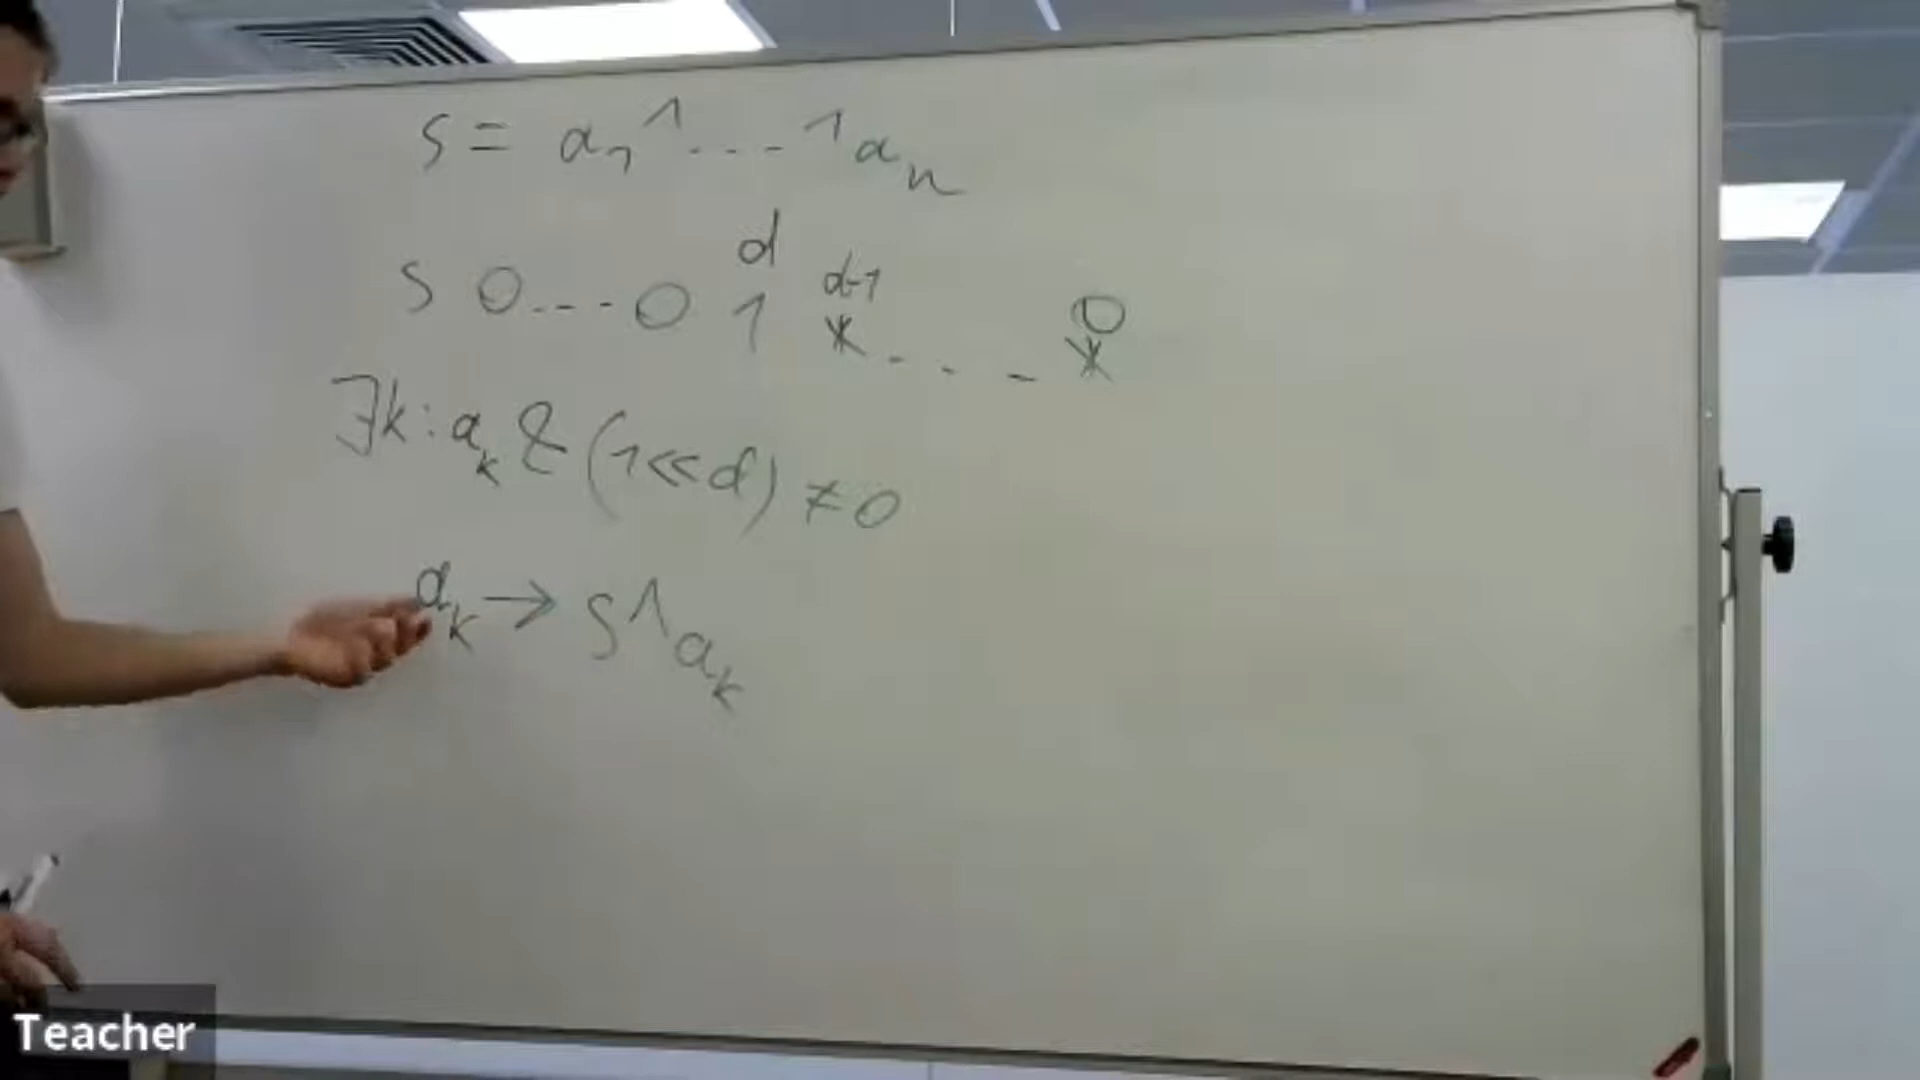 s = a₁ ^ ... ^ aₙ
d
d-1 0
s 0...0 1 * . . . *
∃k: aₖ & (1<<d) ≠ 0
aₖ → s^aₖ
Teacher